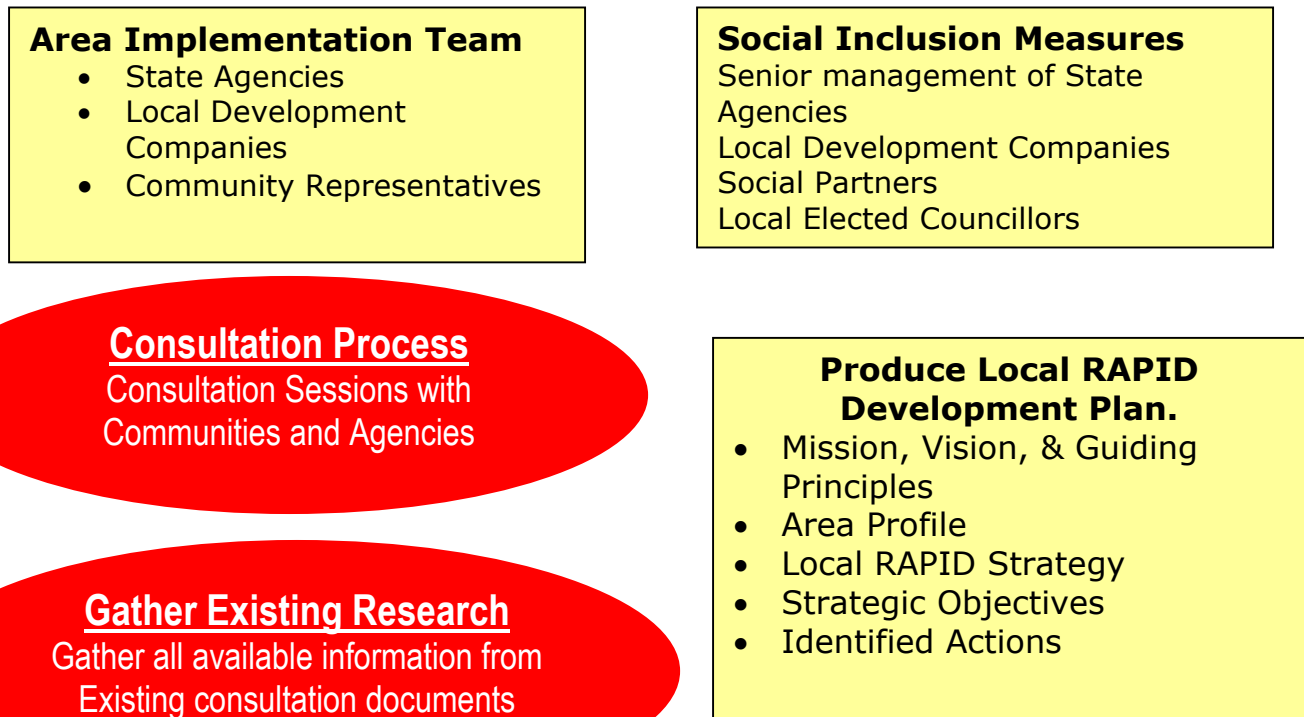 Area Implementation Team
• State Agencies
• Local Development
Companies
• Community Representatives
Social Inclusion Measures
Senior management of State
Agencies
Local Development Companies
Social Partners
Local Elected Councillors
Consultation Process
Consultation Sessions with
Communities and Agencies
Gather Existing Research
Gather all available information from
Existing consultation documents
Produce Local RAPID
Development Plan.
• Mission, Vision, & Guiding
Principles
• Area Profile
• Local RAPID Strategy
• Strategic Objectives
• Identified Actions